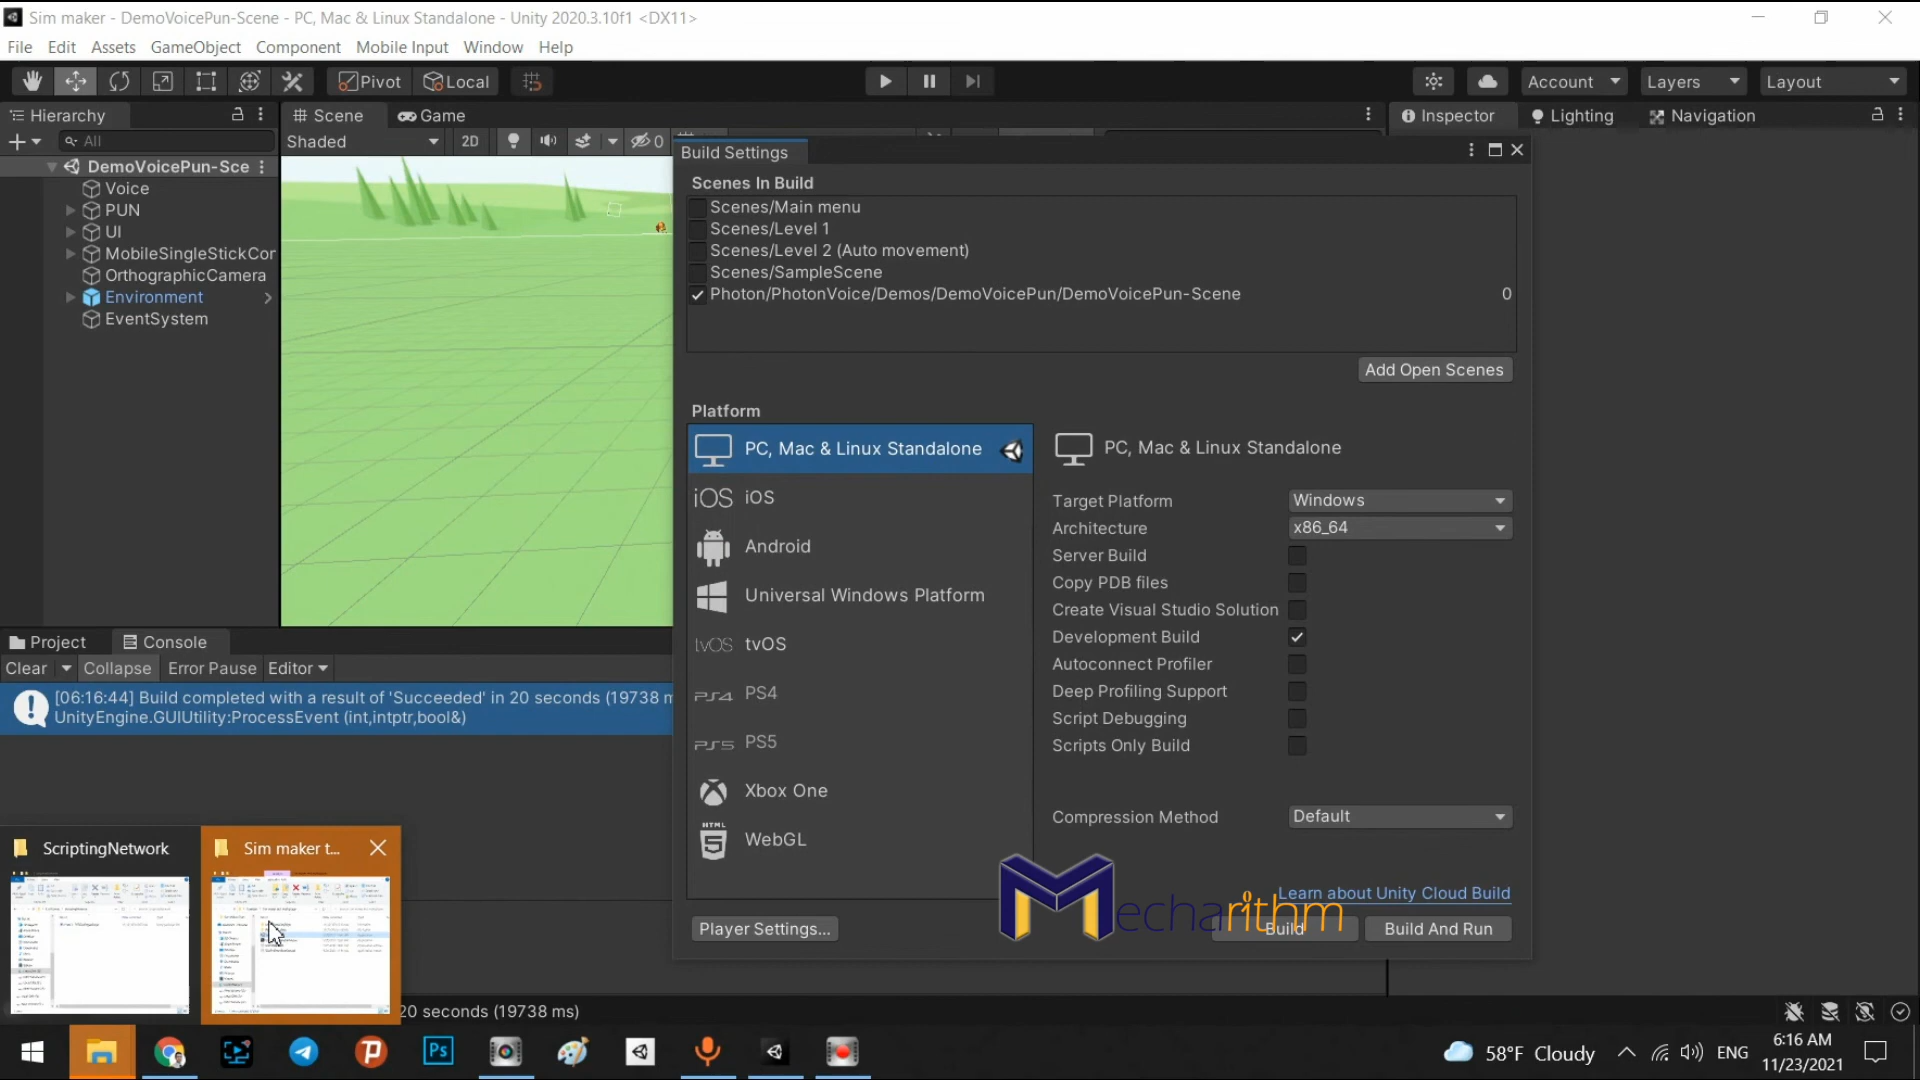 Sim maker - DemoVoicePun-Scene - PC, Mac & Linux Standalone - Unity 2020.3.10f1 <DX11>
File Edit Assets GameObject Component Mobile Input Window Help
Pivot Local Account Layers Layout
Hierarchy Scene Game Inspector Lighting Navigation
All Shaded 2D 0
Build Settings
DemoVoicePun-Sce
Voice
PUN
UI
MobileSingleStickCor
OrthographicCamera
Environment
EventSystem
Scenes In Build
Scenes/Main menu
Scenes/Level 1
Scenes/Level 2 (Auto movement)
Scenes/SampleScene
Photon/PhotonVoice/Demos/DemoVoicePun/DemoVoicePun-Scene 0
Add Open Scenes
Platform
PC, Mac & Linux Standalone
iOS iOS
Android
Universal Windows Platform
tvOS tvOS
PS4 PS4
PS5 PS5
Xbox One
HTML
5 WebGL
PC, Mac & Linux Standalone
Target Platform Windows
Architecture x86_64
Server Build
Copy PDB files
Create Visual Studio Solution
Development Build
Autoconnect Profiler
Deep Profiling Support
Script Debugging
Scripts Only Build
Compression Method Default
Learn about Unity Cloud Build
Player Settings... Build Build And Run
Mecharithm
Project Console
Clear Collapse Error Pause Editor
[06:16:44] Build completed with a result of 'Succeeded' in 20 seconds (19738 m
UnityEngine.GUIUtility:ProcessEvent (int,intptr,bool&)
ScriptingNetwork Sim maker t...
20 seconds (19738 ms)
Ps
58°F Cloudy ENG
6:16 AM
11/23/2021